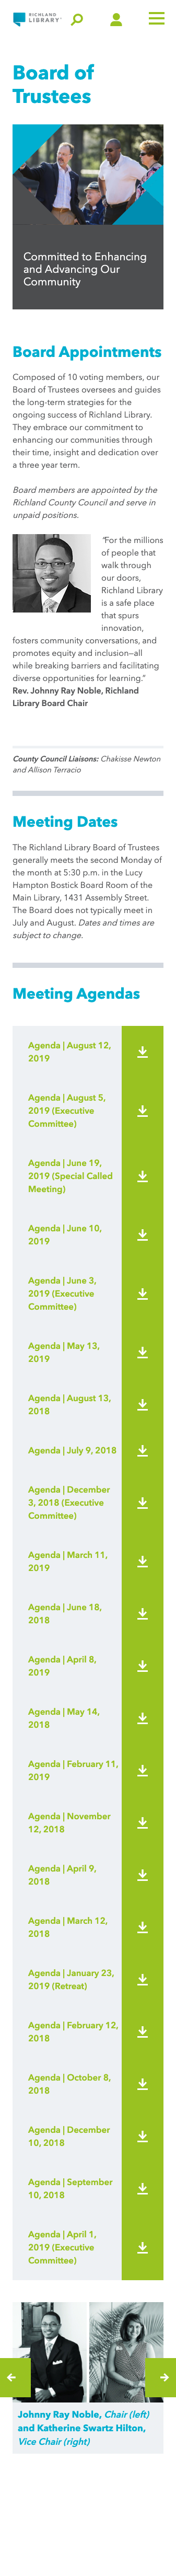 RICHLAND
LIBRARY
Board of
Trustees
Committed to Enhancing
and Advancing Our
Community
Board Appointments
Composed of 10 voting members, our
Board of Trustees oversees and guides
the long-term strategies for the
ongoing success of Richland Library.
They embrace our commitment to
enhancing our communities through
their time, insight and dedication over
a three year term.
Board members are appointed by in
Richland County Council and serve in
unpaid positions.
“For the millions
of people that
walk through
our doors,
Richland Library
is a safe place
that spurs
innovation,
fosters community conversations, and
promotes equity and inclusion—all
while breaking barriers and facilitating
diverse opportunities for learning.”
Rev. Johnny Ray Noble, Richland
Library Board Chair
County Council Liaisons: Chakisse Newton
and Allison Terracio
Meeting Dates
The Richland Library Board of Trustees
generally meets the second Monday of
the month at 5:30 p.m. in the Lucy
Hampton Bostick Board Room of the
Main Library, 1431 Assembly Street.
The Board does not typically meet in
July and August. Dates and times are
subject to change.
Meeting Agendas
Agenda | August 12,
2019
Agenda | August 5,
2019 (Executive
Committee)
Agenda | June 19,
2019 (Special Called
Meeting)
Agenda | June 10,
2019
Agenda | June 3,
2019 (Executive
Committee)
Agenda | May 13,
2019
Agenda | August 13,
2018
Agenda | July 9, 2018
Agenda | December
3, 2018 (Executive
Committee)
Agenda | March 11,
2019
Agenda | June 18,
2018
Agenda | April 8,
2019
Agenda | May 14,
2018
Agenda | February 11,
2019
Agenda | November
12, 2018
Agenda | April 9,
2018
Agenda | March 12,
2018
Agenda | January 23,
2019 (Retreat)
Agenda | February 12,
2018
Agenda | October 8,
2018
Agenda | December
10, 2018
Agenda | September
10, 2018
Agenda | April 1,
2019 (Executive
Committee)
Johnny Ray Noble, Chair (left)
and Katherine Swartz Hilton,
Vice Chair (right)